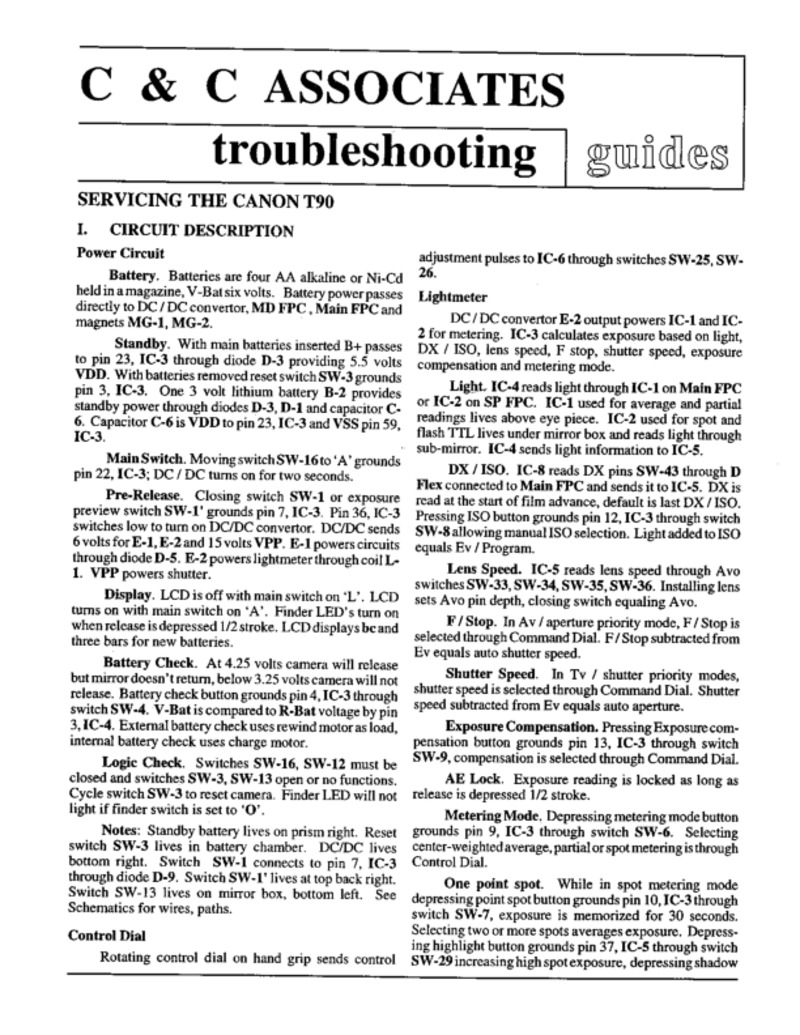 C & C ASSOCIATES
troubleshooting guides
SERVICING THE CANON T90
I. CIRCUIT DESCRIPTION
Power Circuit
Battery. Batteries are four AA alkaline or Ni-Cd
held in a magazine, V-Bat six volts. Battery power passes
directly to DC / DC convertor, MD FPC , Main FPC and
magnets MG-1, MG-2.
Standby. With main batteries inserted B+ passes
to pin 23, IC-3 through diode D-3 providing 5.5 volts
VDD. With batteries removed reset switch SW-3 grounds
pin 3, IC-3. One 3 volt lithium battery B-2 provides
standby power through diodes D-3, D-1 and capacitor C-
6. Capacitor C-6 is VDD to pin 23, IC-3 and VSS pin 59,
IC-3.
Main Switch. Moving switch SW-16 to 'A' grounds
pin 22, IC-3; DC / DC turns on for two seconds.
Pre-Release. Closing switch SW-1 or exposure
preview switch SW-1' grounds pin 7, IC-3. Pin 36, IC-3
switches low to turn on DC/DC convertor. DC/DC sends
6 volts for E-1, E-2 and 15 volts VPP. E-1 powers circuits
through diode D-5. E-2 powers lightmeter through coil L-
1. VPP powers shutter.
Display. LCD is off with main switch on 'L'. LCD
turns on with main switch on 'A'. Finder LED's turn on
when release is depressed 1/2 stroke. LCD displays bc and
three bars for new batteries.
Battery Check. At 4.25 volts camera will release
but mirror doesn't return, below 3.25 volts camera will not
release. Battery check button grounds pin 4, IC-3 through
switch SW-4. V-Bat is compared to R-Bat voltage by pin
3, IC-4. External battery check uses rewind motor as load,
internal battery check uses charge motor.
Logic Check. Switches SW-16, SW-12 must be
closed and switches SW-3, SW-13 open or no functions.
Cycle switch SW-3 to reset camera. Finder LED will not
light if finder switch is set to 'O'.
Notes: Standby battery lives on prism right. Reset
switch SW-3 lives in battery chamber. DC/DC lives
bottom right. Switch SW-1 connects to pin 7, IC-3
through diode D-9. Switch SW-1' lives at top back right.
Switch SW-13 lives on mirror box, bottom left. See
Schematics for wires, paths.
Control Dial
Rotating control dial on hand grip sends control
adjustment pulses to IC-6 through switches SW-25, SW-
26.
Lightmeter
DC / DC convertor E-2 output powers IC-1 and IC-
2 for metering. IC-3 calculates exposure based on light,
DX / ISO, lens speed, F stop, shutter speed, exposure
compensation and metering mode.
Light. IC-4 reads light through IC-1 on Main FPC
or IC-2 on SP FPC. IC-1 used for average and partial
readings lives above eye piece. IC-2 used for spot and
flash TTL lives under mirror box and reads light through
sub-mirror. IC-4 sends light information to IC-5.
DX / ISO. IC-8 reads DX pins SW-43 through D
Flex connected to Main FPC and sends it to IC-5. DX is
read at the start of film advance, default is last DX / ISO.
Pressing ISO button grounds pin 12, IC-3 through switch
SW-8 allowing manual ISO selection. Light added to ISO
equals Ev / Program.
Lens Speed. IC-5 reads lens speed through Avo
switches SW-33, SW-34, SW-35, SW-36. Installing lens
sets Avo pin depth, closing switch equaling Avo.
F / Stop. In Av / aperture priority mode, F / Stop is
selected through Command Dial. F / Stop subtracted from
Ev equals auto shutter speed.
Shutter Speed. In Tv / shutter priority modes,
shutter speed is selected through Command Dial. Shutter
speed subtracted from Ev equals auto aperture.
Exposure Compensation. Pressing Exposure com-
pensation button grounds pin 13, IC-3 through switch
SW-9, compensation is selected through Command Dial.
AE Lock. Exposure reading is locked as long as
release is depressed 1/2 stroke.
Metering Mode. Depressing metering mode button
grounds pin 9, IC-3 through switch SW-6. Selecting
center-weighted average, partial or spot metering is through
Control Dial.
One point spot. While in spot metering mode
depressing point spot button grounds pin 10, IC-3 through
switch SW-7, exposure is memorized for 30 seconds.
Selecting two or more spots averages exposure. Depress-
ing highlight button grounds pin 37, IC-5 through switch
SW-29 increasing high spot exposure, depressing shadow